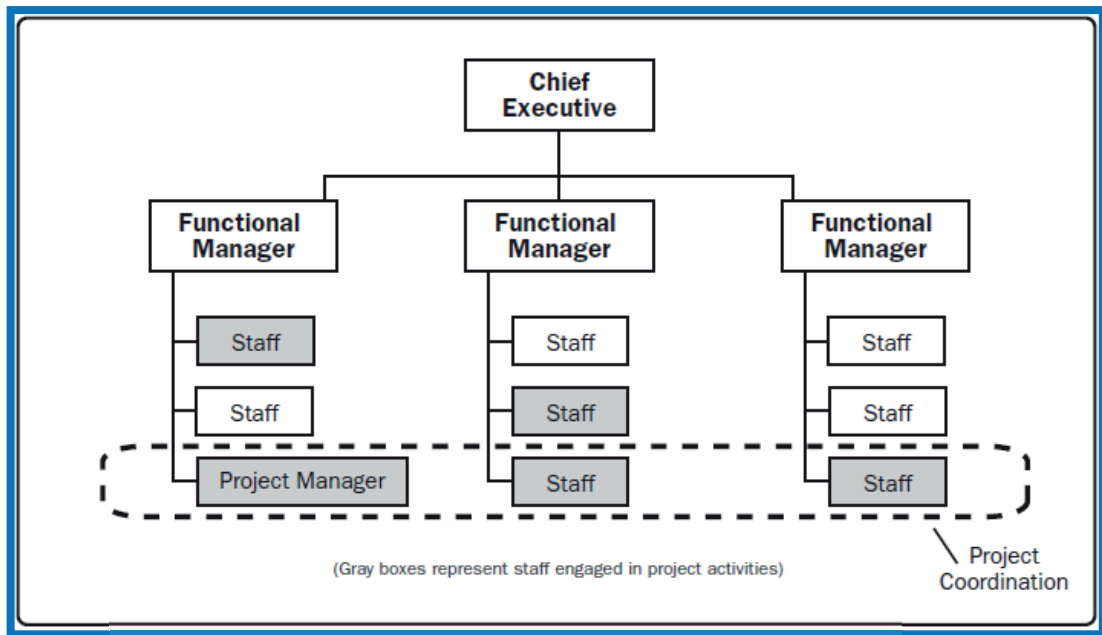 Chief
Executive
Functional
Manager
Functional
Manager
Functional
Manager
Staff
Staff
Staff
Staff
Staff
Staff
Project Manager
Staff
Staff
(Gray boxes represent staff engaged in project activities)
Project
Coordination